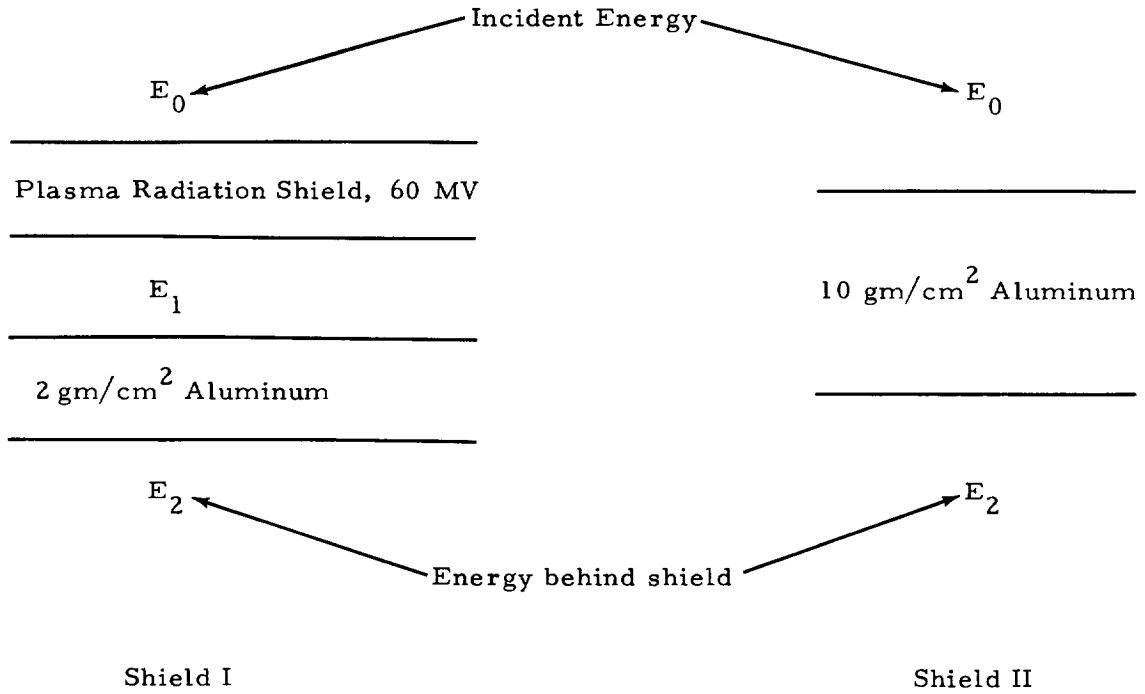 Incident Energy
E0
E0
Plasma Radiation Shield, 60 MV
E1
10 gm/cm2 Aluminum
2 gm/cm2 Aluminum
E2
E2
Energy behind shield
Shield I
Shield II